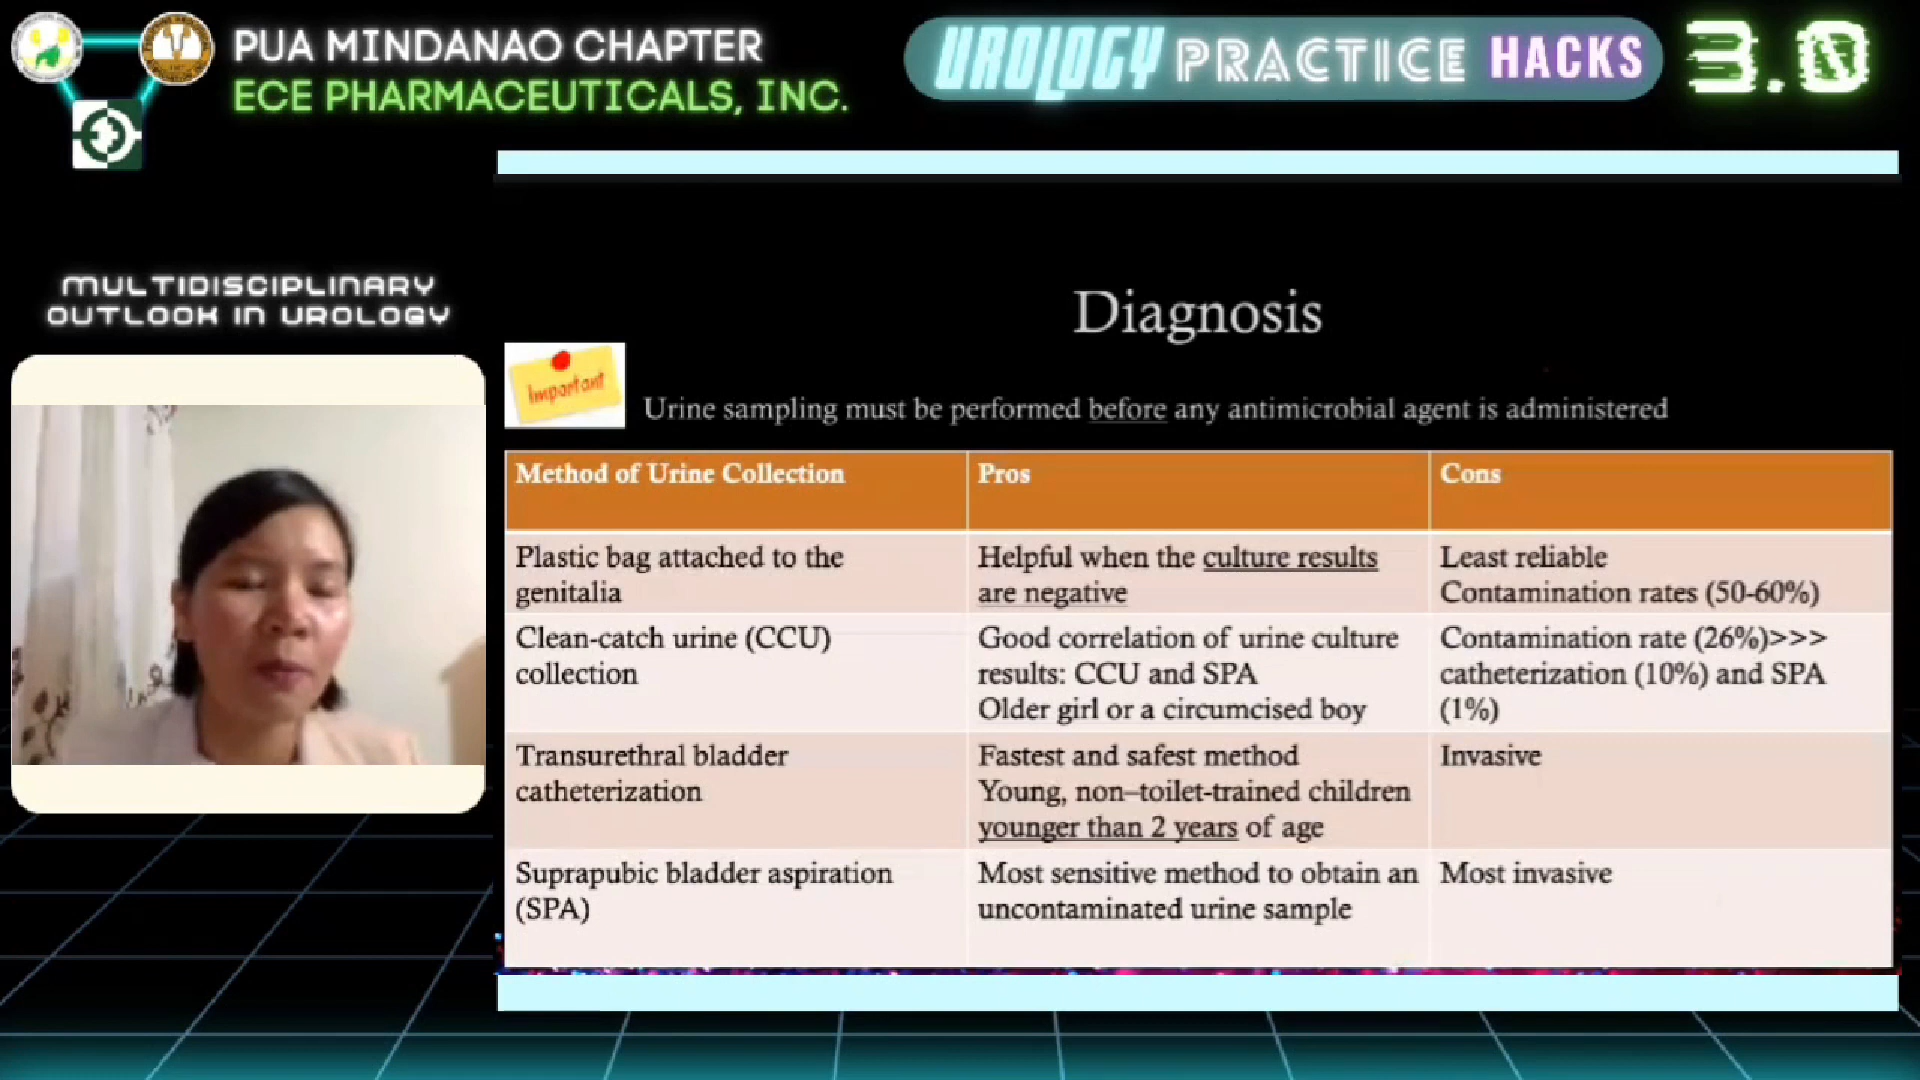 PUA MINDANAO CHAPTER
ECE PHARMACEUTICALS, INC.
UROLOGY PRACTICE HACKS 3.0
MULTIDISCIPLINARY
OUTLOOK IN UROLOGY
Diagnosis
Important
Urine sampling must be performed before any antimicrobial agent is administered
Method of Urine Collection
Pros
Cons
Plastic bag attached to the
genitalia
Helpful when the culture results
are negative
Least reliable
Contamination rates (50-60%)
Clean-catch urine (CCU)
collection
Good correlation of urine culture
results: CCU and SPA
Older girl or a circumcised boy
Contamination rate (26%)>>>
catheterization (10%) and SPA
(1%)
Transurethral bladder
catheterization
Fastest and safest method
Young, non–toilet-trained children
younger than 2 years of age
Invasive
Suprapubic bladder aspiration
(SPA)
Most sensitive method to obtain an
uncontaminated urine sample
Most invasive